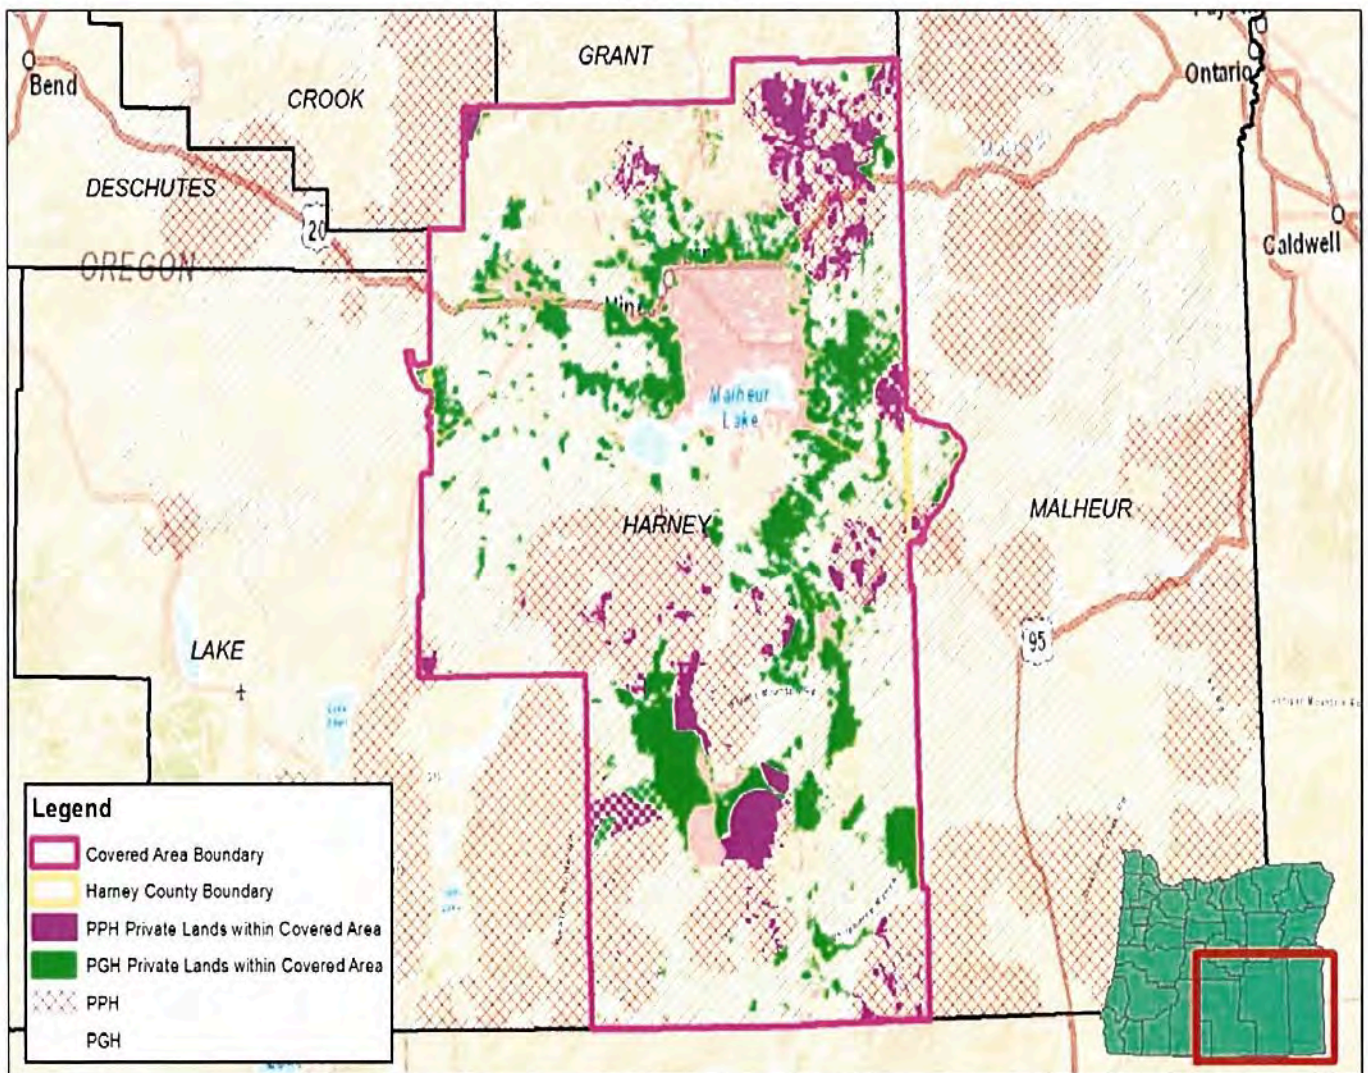 GRANT
Ontario
Bend
CROOK
DESCHUTES
20
Caldwell
OREGON
Malheur
Lake
HARNEY
MALHEUR
LAKE
95
Legend
Covered Area Boundary
Harney County Boundary
PPH Private Lands within Covered Area
PGH Private Lands within Covered Area
PPH
PGH